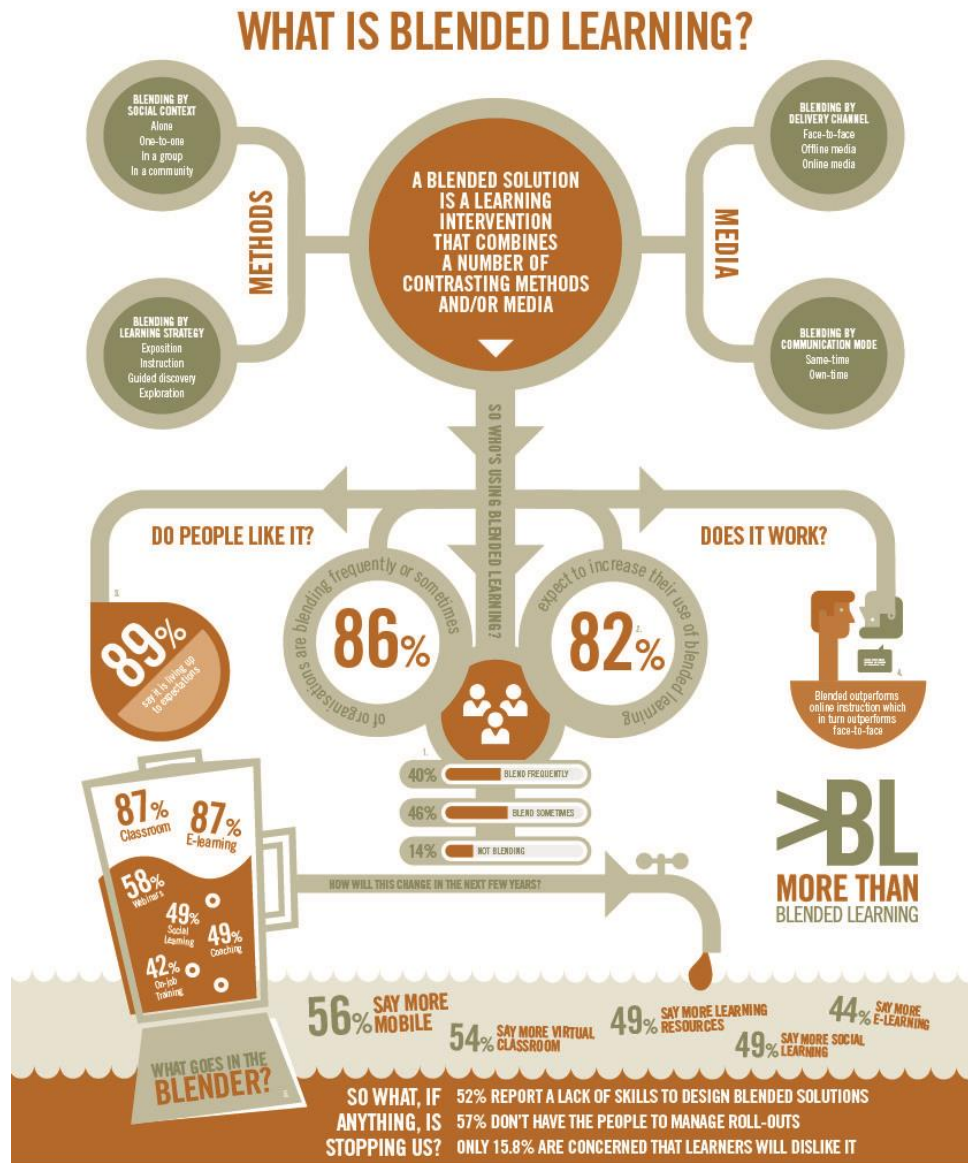 WHAT IS BLENDED LEARNING?
BLENDING BY
SOCIAL CONTEXT
Alone
One-to-one
In a group
In a community
METHODS
BLENDING BY
LEARNING STRATEGY
Exposition
Instruction
Guided discovery
Exploration
A BLENDED SOLUTION
IS A LEARNING
INTERVENTION
THAT COMBINES
A NUMBER OF
CONTRASTING METHODS
AND/OR MEDIA
BLENDING BY
DELIVERY CHANNEL
Face-to-face
Offline media
Online media
MEDIA
BLENDING BY
COMMUNICATION MODE
Same-time
Own-time
SO WHO'S USING BLENDED LEARNING?
DO PEOPLE LIKE IT?
3.
89%
say it is living up
to expectations
86%
of organisations are blending frequently or sometimes
82%
2.
expect to increase their use of blended learning
DOES IT WORK?
4.
Blended outperforms
online instruction which
in turn outperforms
face-to-face
1.
40% BLEND FREQUENTLY
46% BLEND SOMETIMES
14% NOT BLENDING
87%
Classroom
87%
E-learning
58%
Webinars
49%
Social
Learning
49%
Coaching
42%
On-job
Training
WHAT GOES IN THE
BLENDER?
HOW WILL THIS CHANGE IN THE NEXT FEW YEARS?
>BL
MORE THAN
BLENDED LEARNING
56% SAY MORE
MOBILE
54% SAY MORE VIRTUAL
CLASSROOM
49% SAY MORE LEARNING
RESOURCES
49% SAY MORE SOCIAL
LEARNING
44% SAY MORE
E-LEARNING
SO WHAT, IF
ANYTHING, IS
STOPPING US?
52% REPORT A LACK OF SKILLS TO DESIGN BLENDED SOLUTIONS
57% DON'T HAVE THE PEOPLE TO MANAGE ROLL-OUTS
ONLY 15.8% ARE CONCERNED THAT LEARNERS WILL DISLIKE IT